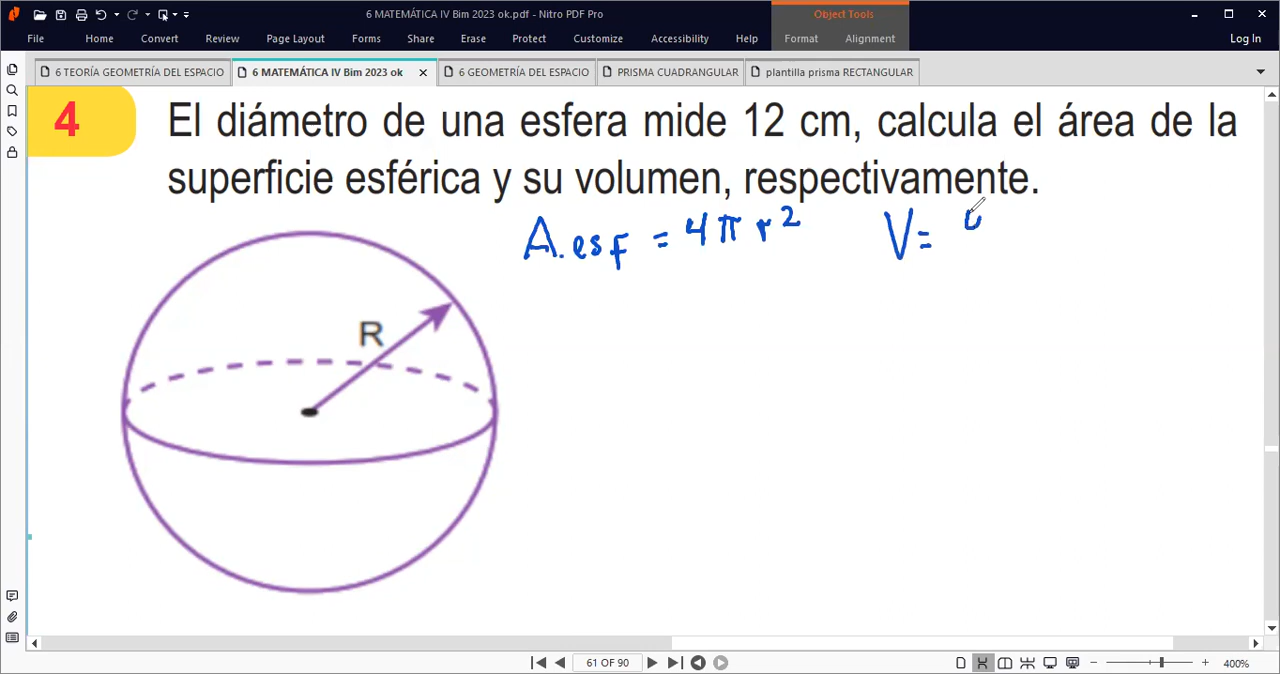 6 MATEMÁTICA IV Bim 2023 ok.pdf - Nitro PDF Pro
Object Tools
File Home Convert Review Page Layout Forms Share Erase Protect Customize Accessibility Help Format Alignment Log In
6 TEORÍA GEOMETRÍA DEL ESPACIO 6 MATEMÁTICA IV Bim 2023 ok 6 GEOMETRÍA DEL ESPACIO PRISMA CUADRANGULAR plantilla prisma RECTANGULAR
4 El diámetro de una esfera mide 12 cm, calcula el área de la
superficie esférica y su volumen, respectivamente.
A.esf = 4πr² V=
R
61 OF 90 400%